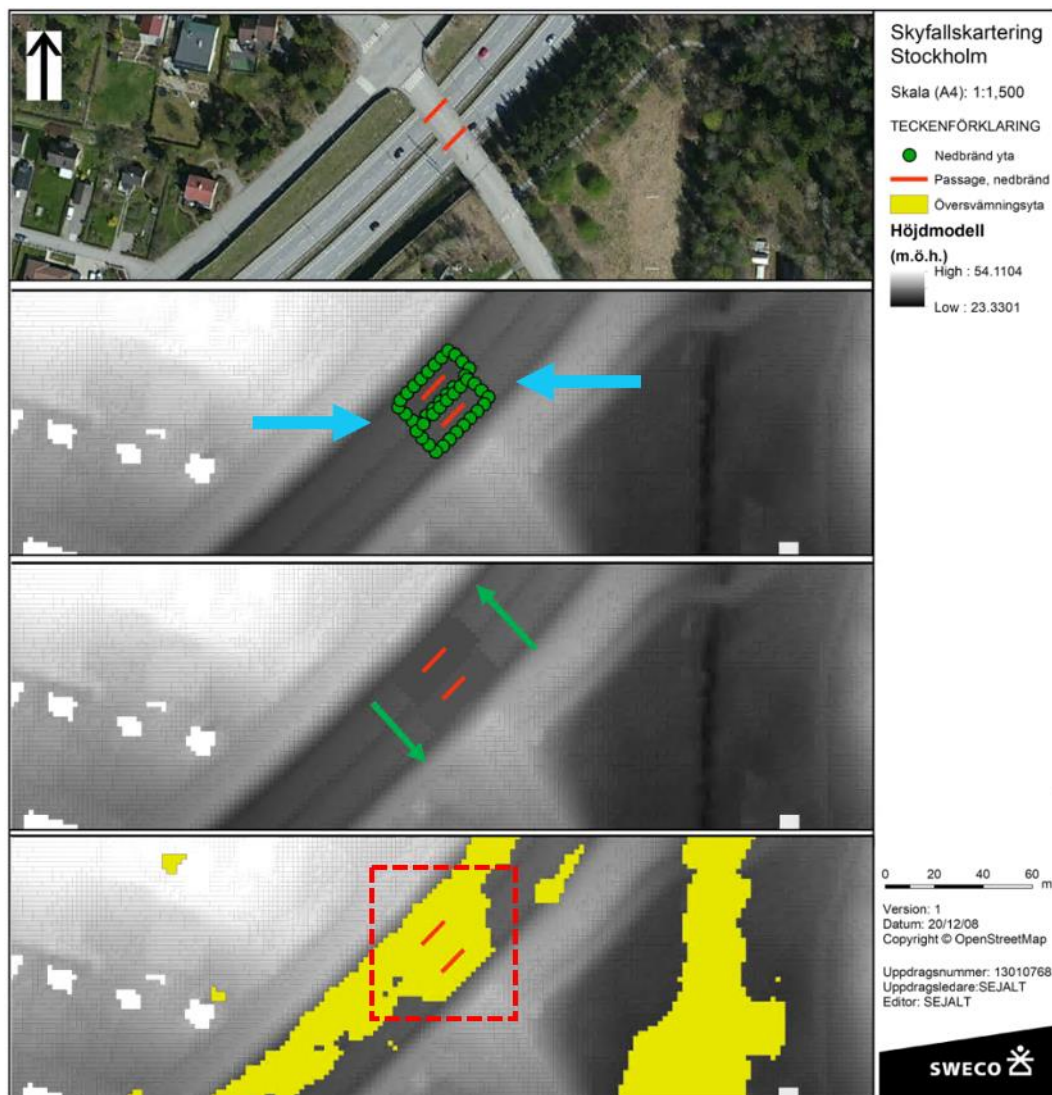 Skyfallskartering
Stockholm
Skala (A4): 1:1,500
TECKENFÖRKLARING
Nedbränd yta
Passage, nedbränd
Översvämningsyta
Höjdmodell
(m.ö.h.)
High : 54.1104
Low : 23.3301
0 20 40 60
m
Version: 1
Datum: 20/12/08
Copyright © OpenStreetMap
Uppdragsnummer: 13010768
Uppdragsledare:SEJALT
Editor: SEJALT
SWECO